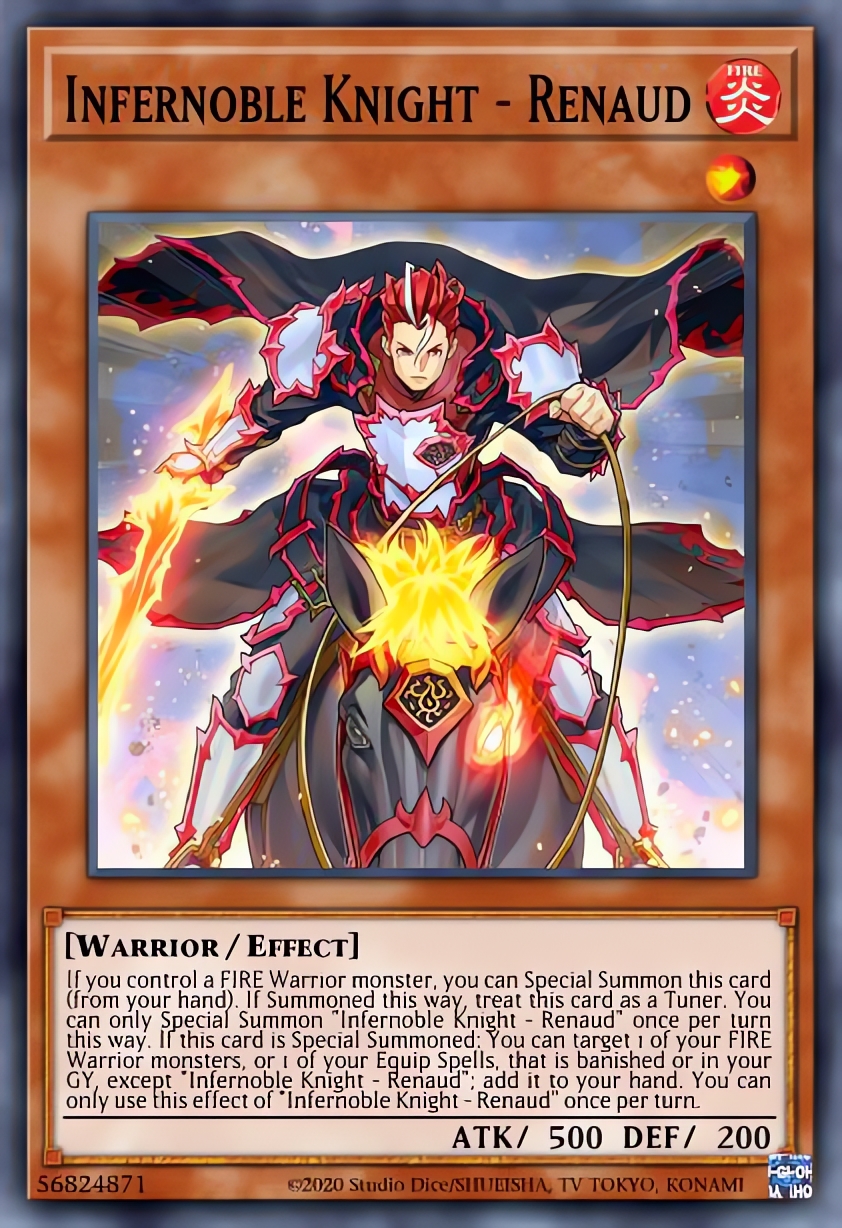 Infernoble Knight - Renaud
FIRE
炎
[Warrior / Effect]
If you control a FIRE Warrior monster, you can Special Summon this card
(from your hand). If Summoned this way, treat this card as a Tuner. You
can only Special Summon "Infernoble Knight - Renaud" once per turn
this way. If this card is Special Summoned: You can target 1 of your FIRE
Warrior monsters, or 1 of your Equip Spells, that is banished or in your
GY, except "Infernoble Knight - Renaud"; add it to your hand. You can
only use this effect of "Infernoble Knight - Renaud" once per turn.
ATK/ 500 DEF/ 200
56824871
©2020 Studio Dice/SHUEISHA, TV TOKYO, KONAMI